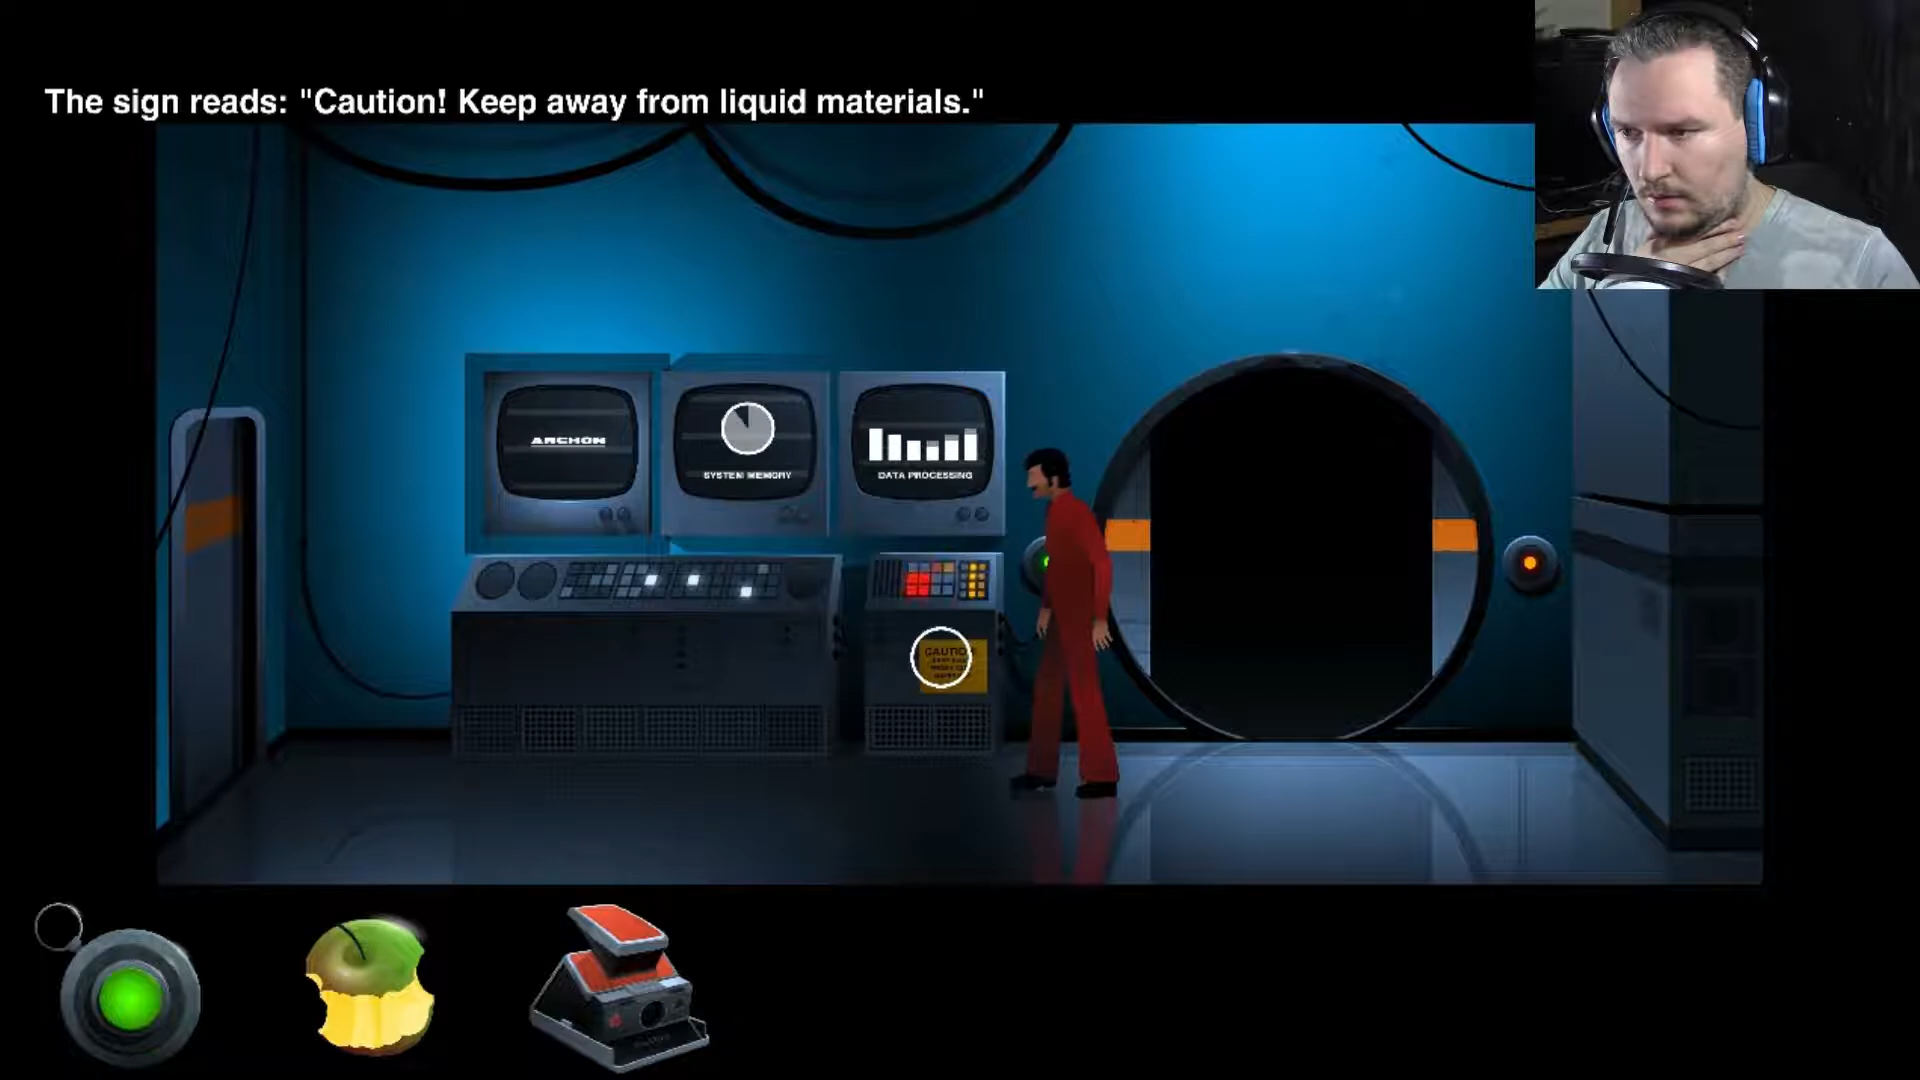 The sign reads: "Caution! Keep away from liquid materials."
ARCHON
SYSTEM MEMORY
DATA PROCESSING
CAUTION